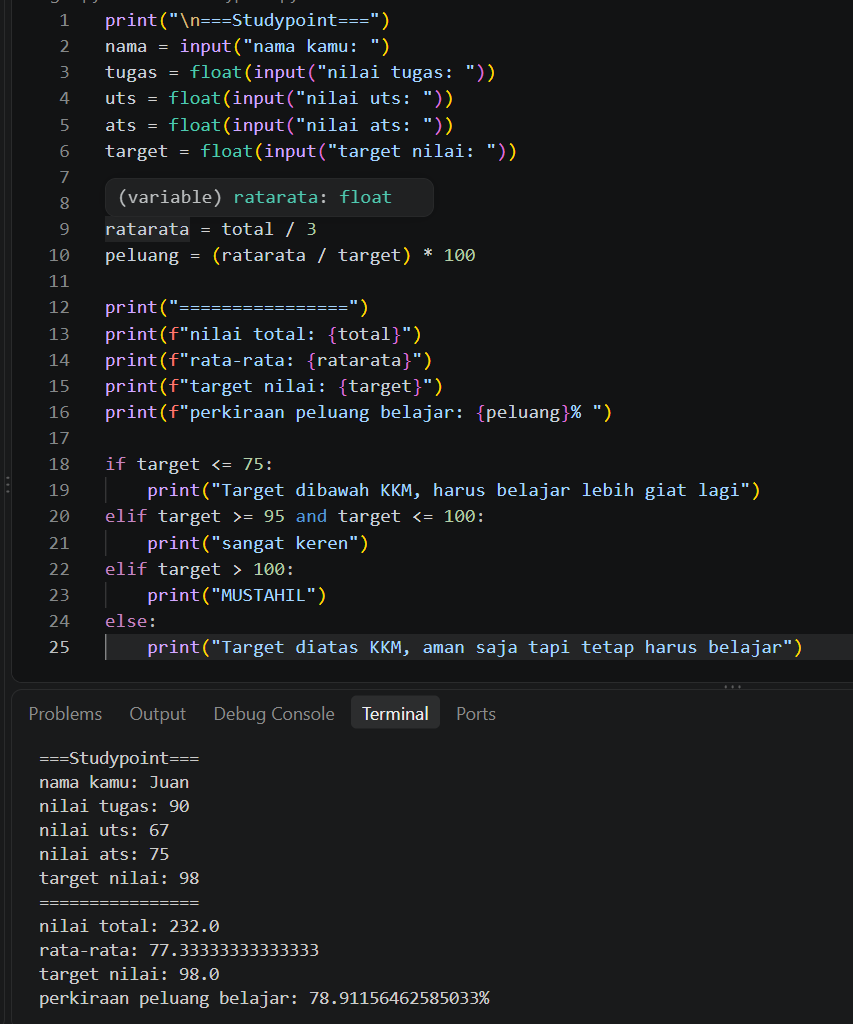 1 print("\n===Studypoint===")
2 nama = input("nama kamu: ")
3 tugas = float(input("nilai tugas: "))
4 uts = float(input("nilai uts: "))
5 ats = float(input("nilai ats: "))
6 target = float(input("target nilai: "))
7
8
(variable) ratarata: float
9 ratarata = total / 3
10 peluang = (ratarata / target) * 100
11
12 print("================")
13 print(f"nilai total: {total}")
14 print(f"rata-rata: {ratarata}")
15 print(f"target nilai: {target}")
16 print(f"perkiraan peluang belajar: {peluang}% ")
17
18 if target <= 75:
19 print("Target dibawah KKM, harus belajar lebih giat lagi")
20 elif target >= 95 and target <= 100:
21 print("sangat keren")
22 elif target > 100:
23 print("MUSTAHIL")
24 else:
25 print("Target diatas KKM, aman saja tapi tetap harus belajar")
Problems Output Debug Console Terminal Ports
===Studypoint===
nama kamu: Juan
nilai tugas: 90
nilai uts: 67
nilai ats: 75
target nilai: 98
================
nilai total: 232.0
rata-rata: 77.33333333333333
target nilai: 98.0
perkiraan peluang belajar: 78.91156462585033%